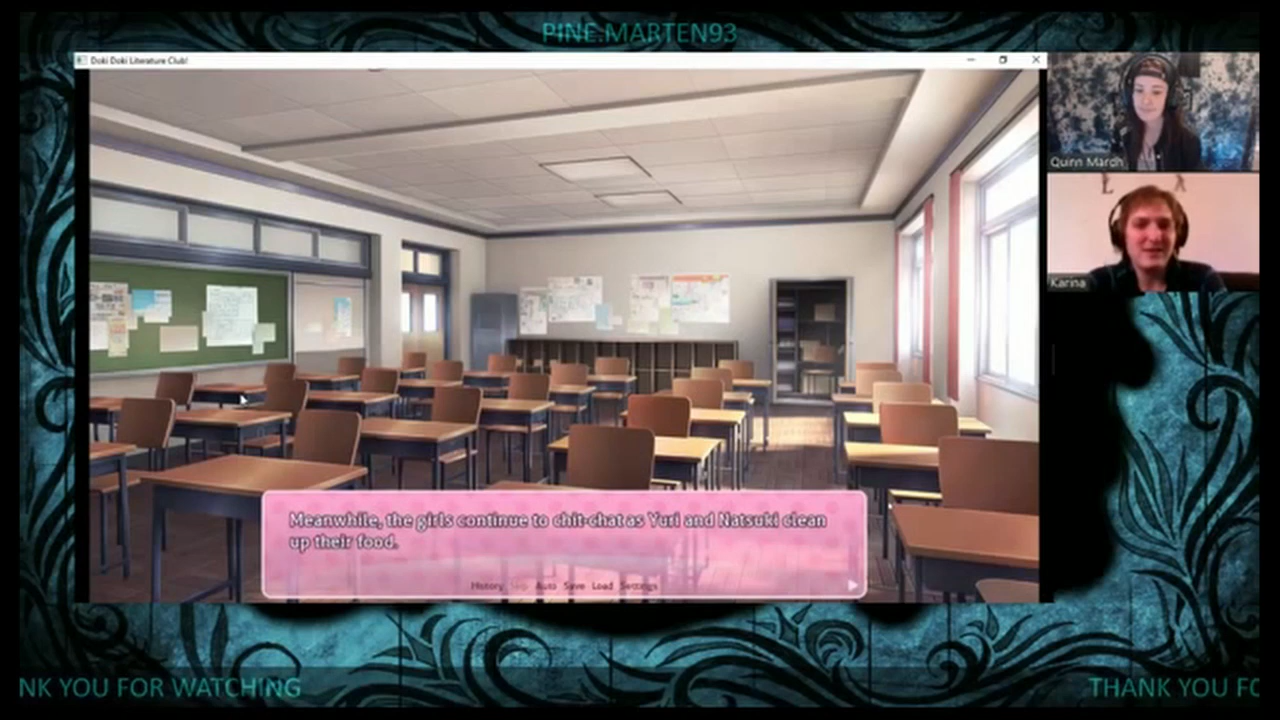 PINE.MARTEN93
Doki Doki Literature Club!
Quinn March
Karina
Meanwhile, the girls continue to chit-chat as Yuri and Natsuki clean
up their food.
History Skip Auto Save Load Settings
NK YOU FOR WATCHING
THANK YOU FO